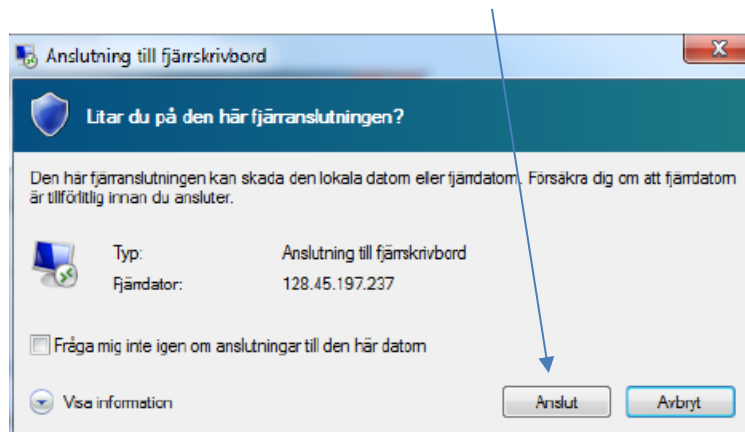 Anslutning till fjärrskrivbord
Litar du på den här fjärranslutningen?
Den här fjärranslutningen kan skada den lokala datorn eller fjärrdatorn. Försäkra dig om att fjärrdatorn
är tillförlitlig innan du ansluter.
Typ: Anslutning till fjärrskrivbord
Fjärrdator: 128.45.197.237
Fråga mig inte igen om anslutningar till den här datorn
Visa information Anslut Avbryt